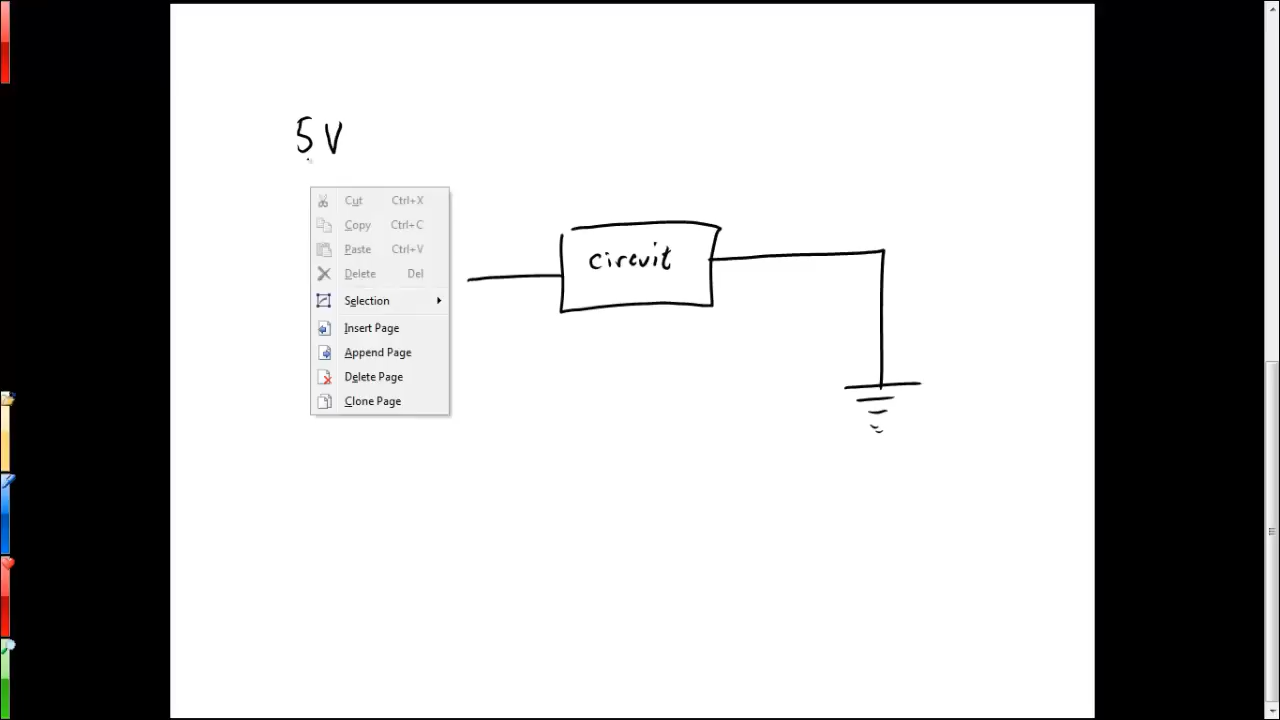 5V
Cut Ctrl+X
Copy Ctrl+C
Paste Ctrl+V
Delete Del
Selection
Insert Page
Append Page
Delete Page
Clone Page
circuit